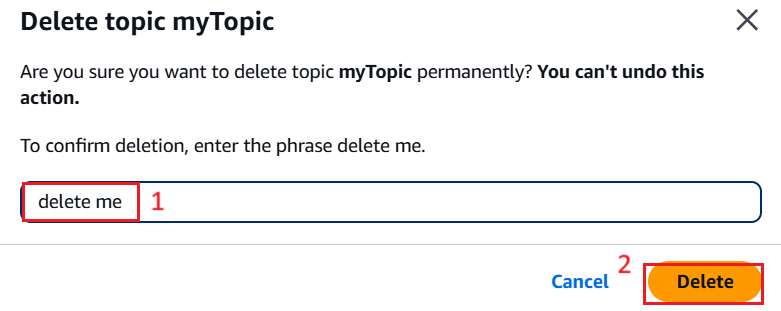 Delete topic myTopic
Are you sure you want to delete topic myTopic permanently? You can't undo this
action.
To confirm deletion, enter the phrase delete me.
delete me 1
Cancel 2 Delete